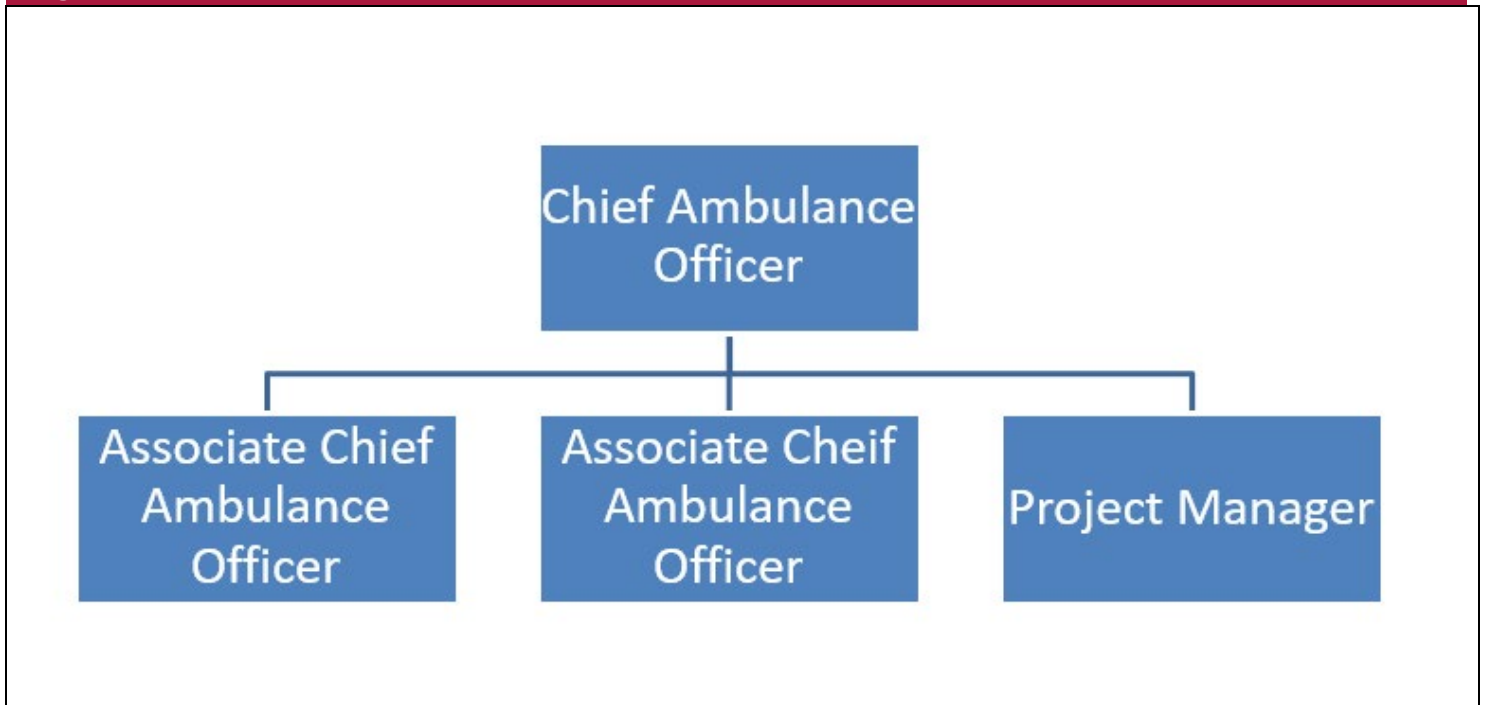 Chief Ambulance
Officer
Associate Chief
Ambulance
Officer
Associate Cheif
Ambulance
Officer
Project Manager